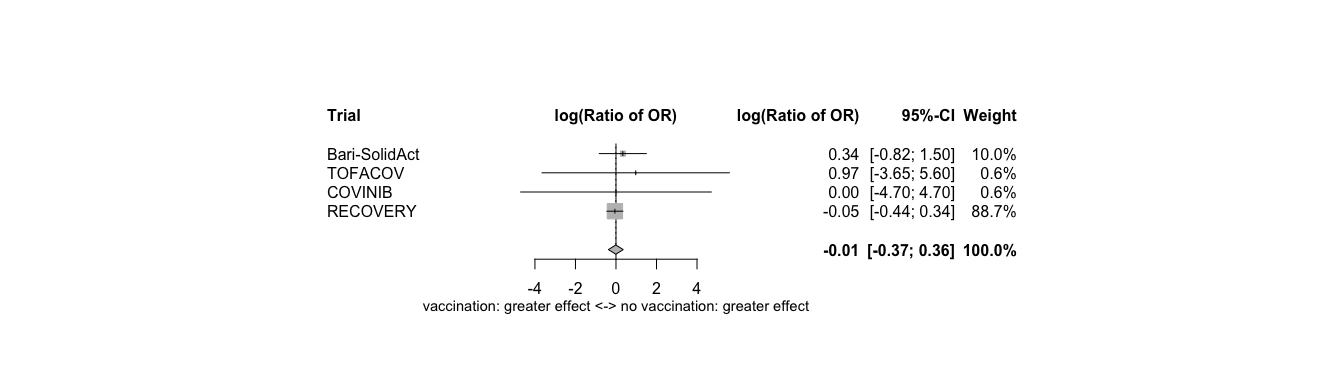 Trial log(Ratio of OR) log(Ratio of OR) 95%-CI Weight
Bari-SolidAct 0.34 [-0.82; 1.50] 10.0%
TOFACOV 0.97 [-3.65; 5.60] 0.6%
COVINIB 0.00 [-4.70; 4.70] 0.6%
RECOVERY -0.05 [-0.44; 0.34] 88.7%
-0.01 [-0.37; 0.36] 100.0%
-4 -2 0 2 4
vaccination: greater effect <-> no vaccination: greater effect